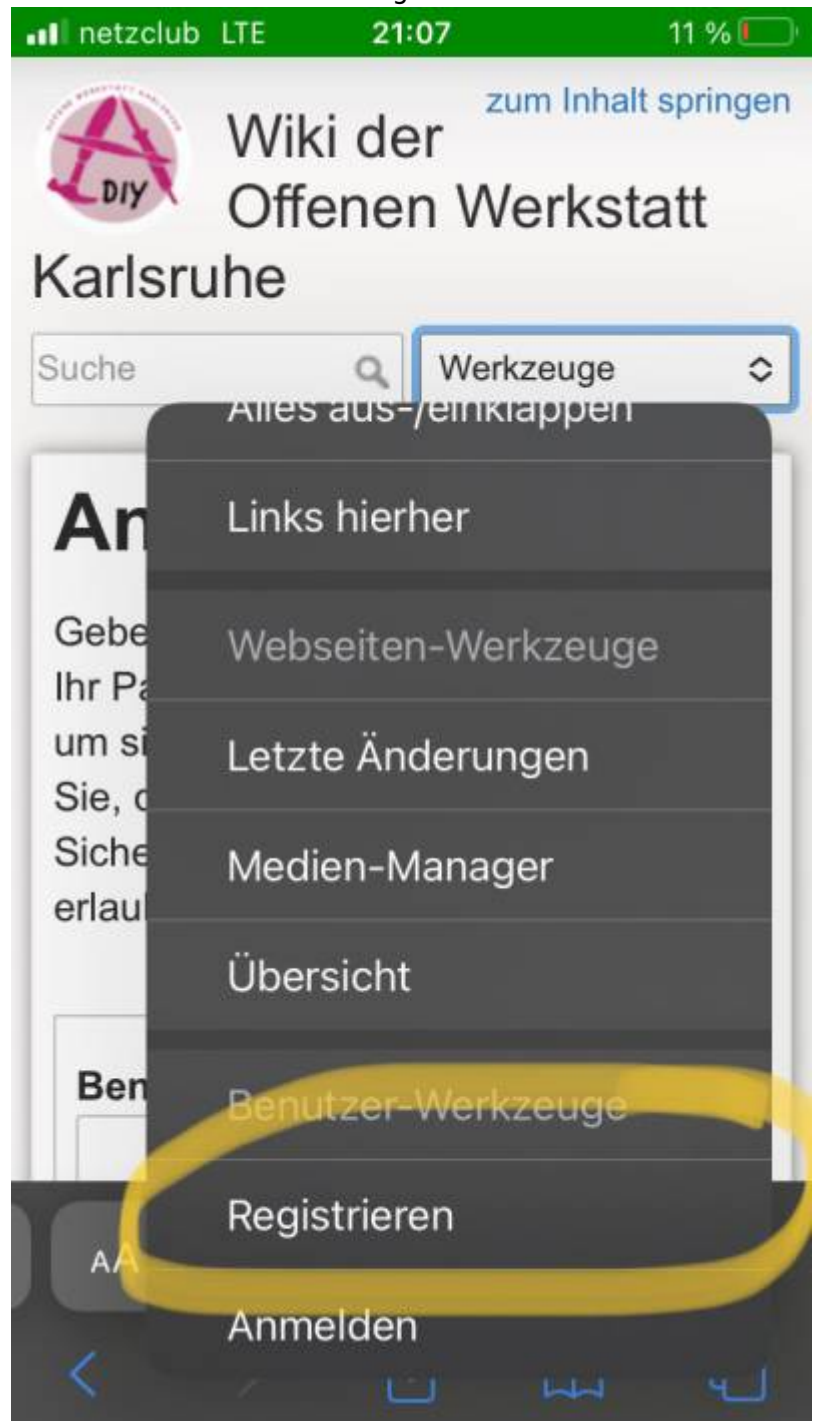 netzclub LTE 21:07 11 %
zum Inhalt springen
DIY
Wiki der
Offenen Werkstatt
Karlsruhe
Suche
Werkzeuge
Alles aus-/einklappen
An
Links hierher
Gebe
Webseiten-Werkzeuge
Ihr Pa
um si
Letzte Änderungen
Sie, d
Siche
Medien-Manager
erlau
Übersicht
Ben
Benutzer-Werkzeuge
Registrieren
AA
Anmelden